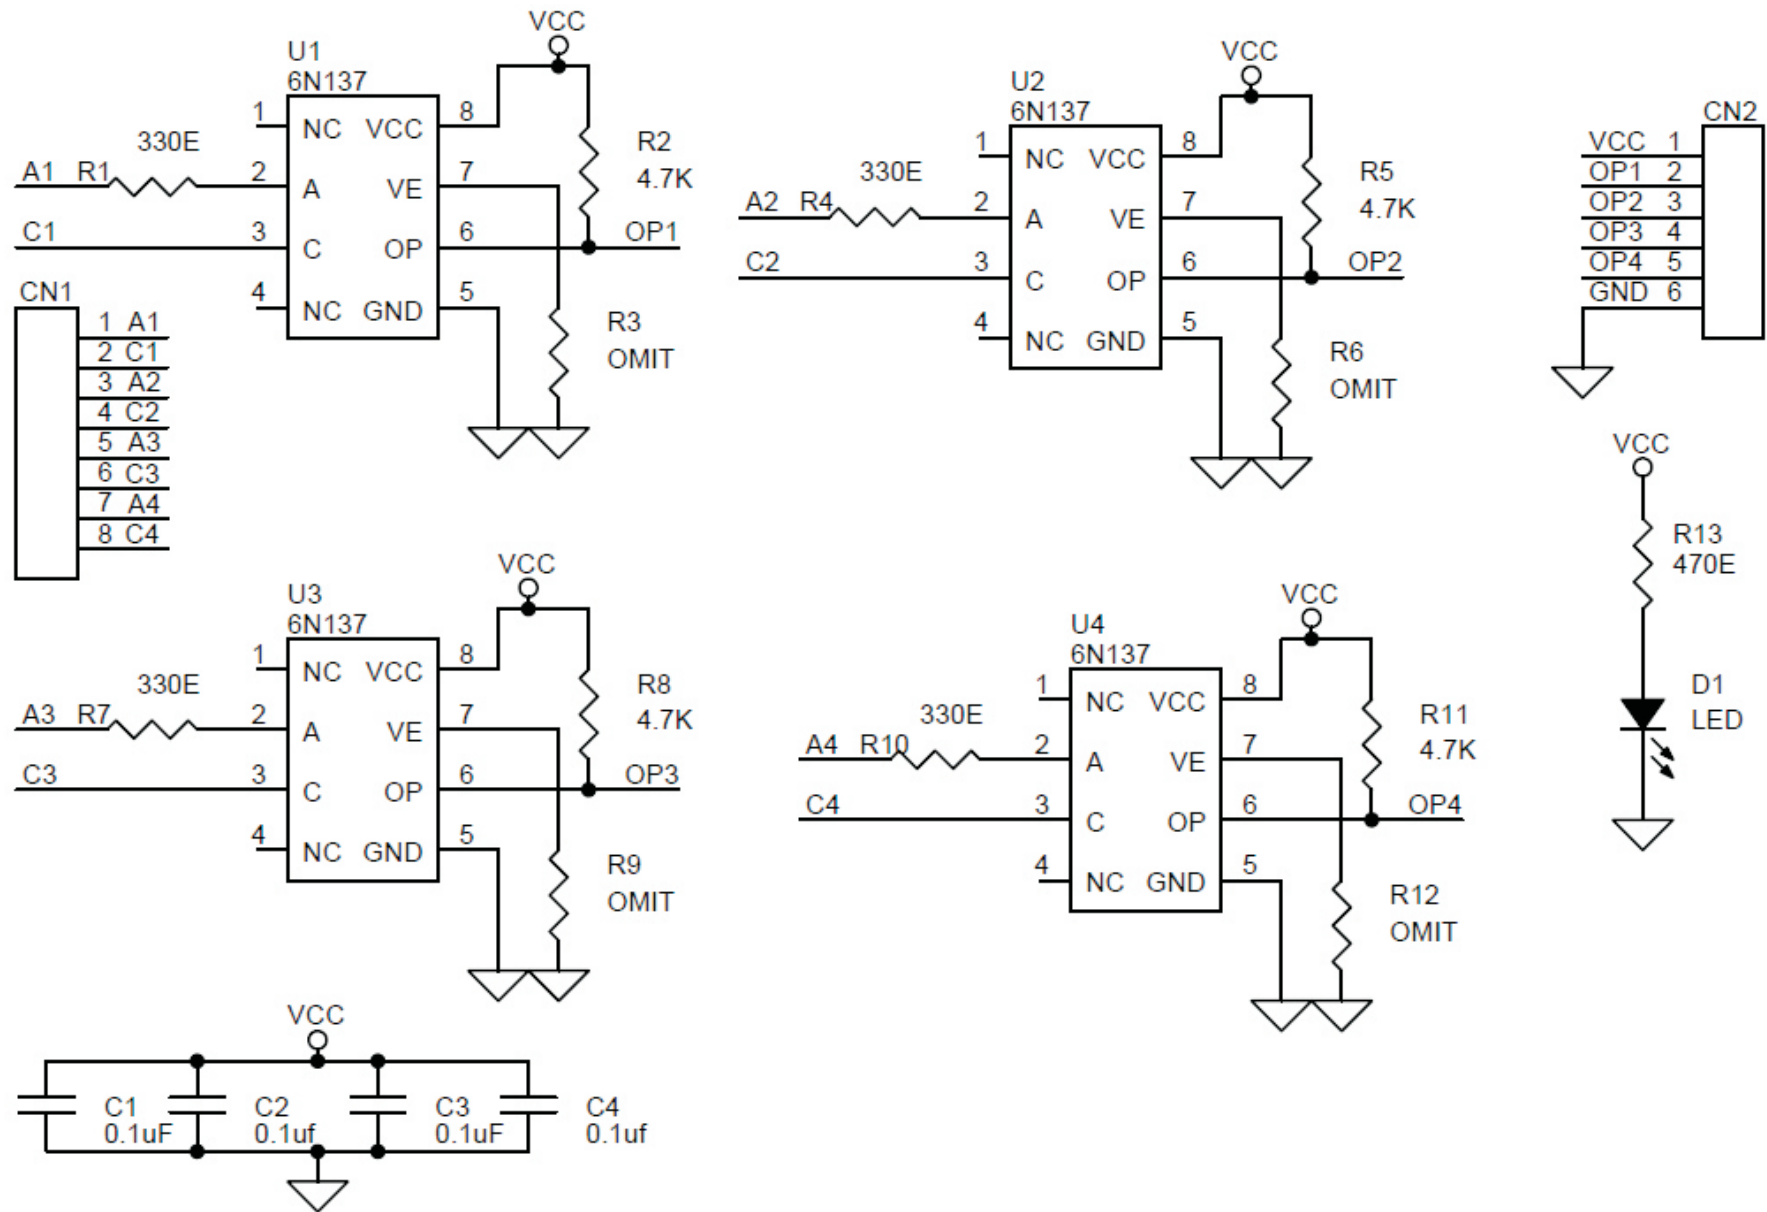 VCC
U1
6N137
1 NC VCC 8
330E
A1 R1 2 A VE 7
C1 3 C OP 6 OP1
4 NC GND 5
R2
4.7K
R3
OMIT
VCC
U2
6N137
1 NC VCC 8
330E
A2 R4 2 A VE 7
C2 3 C OP 6 OP2
4 NC GND 5
R5
4.7K
R6
OMIT
CN2
VCC 1
OP1 2
OP2 3
OP3 4
OP4 5
GND 6
CN1
1 A1
2 C1
3 A2
4 C2
5 A3
6 C3
7 A4
8 C4
VCC
R13
470E
D1
LED
VCC
U3
6N137
1 NC VCC 8
330E
A3 R7 2 A VE 7
C3 3 C OP 6 OP3
4 NC GND 5
R8
4.7K
R9
OMIT
VCC
U4
6N137
1 NC VCC 8
330E
A4 R10 2 A VE 7
C4 3 C OP 6 OP4
4 NC GND 5
R11
4.7K
R12
OMIT
VCC
C1 C2 C3 C4
0.1uF 0.1uf 0.1uF 0.1uf